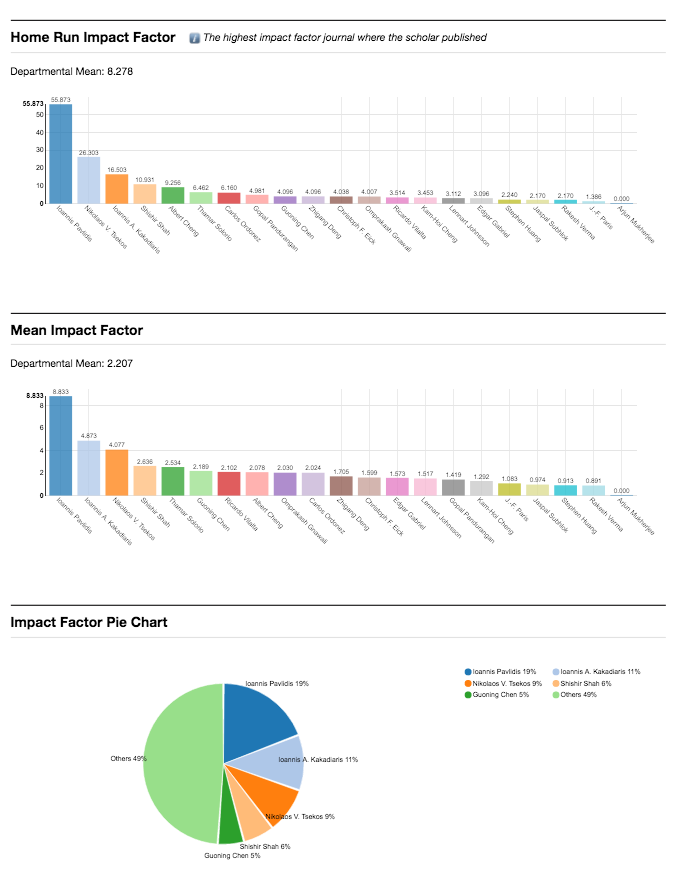 Home Run Impact Factor
i The highest impact factor journal where the scholar published
Departmental Mean: 8.278
55.873
50
40
30
20
10
0
55.873
26.303
16.503
10.931
9.256
6.462
6.160
4.981
4.096
4.096
4.038
4.007
3.514
3.453
3.112
3.096
2.240
2.170
2.170
1.386
0.000
Ioannis Pavlidis
Nikolaos V. Tsekos
Ioannis A. Kakadiaris
Shishir Shah
Albert Cheng
Thamar Solorio
Carlos Ordonez
Gopal Pandurangan
Guoning Chen
Zhigang Deng
Christoph F. Eick
Omprakash Gnawali
Ricardo Vilalta
Kam-Hoi Cheng
Lennart Johnsson
Edgar Gabriel
Stephen Huang
Jaspal Subhlok
Rakesh Verma
J.-F. Paris
Arjun Mukherjee
Mean Impact Factor
Departmental Mean: 2.207
8.833
8
6
4
2
0
8.833
4.873
4.077
2.636
2.534
2.189
2.102
2.078
2.030
2.024
1.705
1.599
1.573
1.517
1.419
1.292
1.083
0.974
0.913
0.891
0.000
Ioannis Pavlidis
Ioannis A. Kakadiaris
Nikolaos V. Tsekos
Shishir Shah
Thamar Solorio
Guoning Chen
Ricardo Vilalta
Albert Cheng
Omprakash Gnawali
Carlos Ordonez
Zhigang Deng
Christoph F. Eick
Edgar Gabriel
Lennart Johnsson
Gopal Pandurangan
Kam-Hoi Cheng
J.-F. Paris
Jaspal Subhlok
Stephen Huang
Rakesh Verma
Arjun Mukherjee
Impact Factor Pie Chart
Ioannis Pavlidis 19%
Ioannis A. Kakadiaris 11%
Nikolaos V. Tsekos 9%
Shishir Shah 6%
Guoning Chen 5%
Others 49%
Ioannis Pavlidis 19%
Ioannis A. Kakadiaris 11%
Nikolaos V. Tsekos 9%
Shishir Shah 6%
Guoning Chen 5%
Others 49%